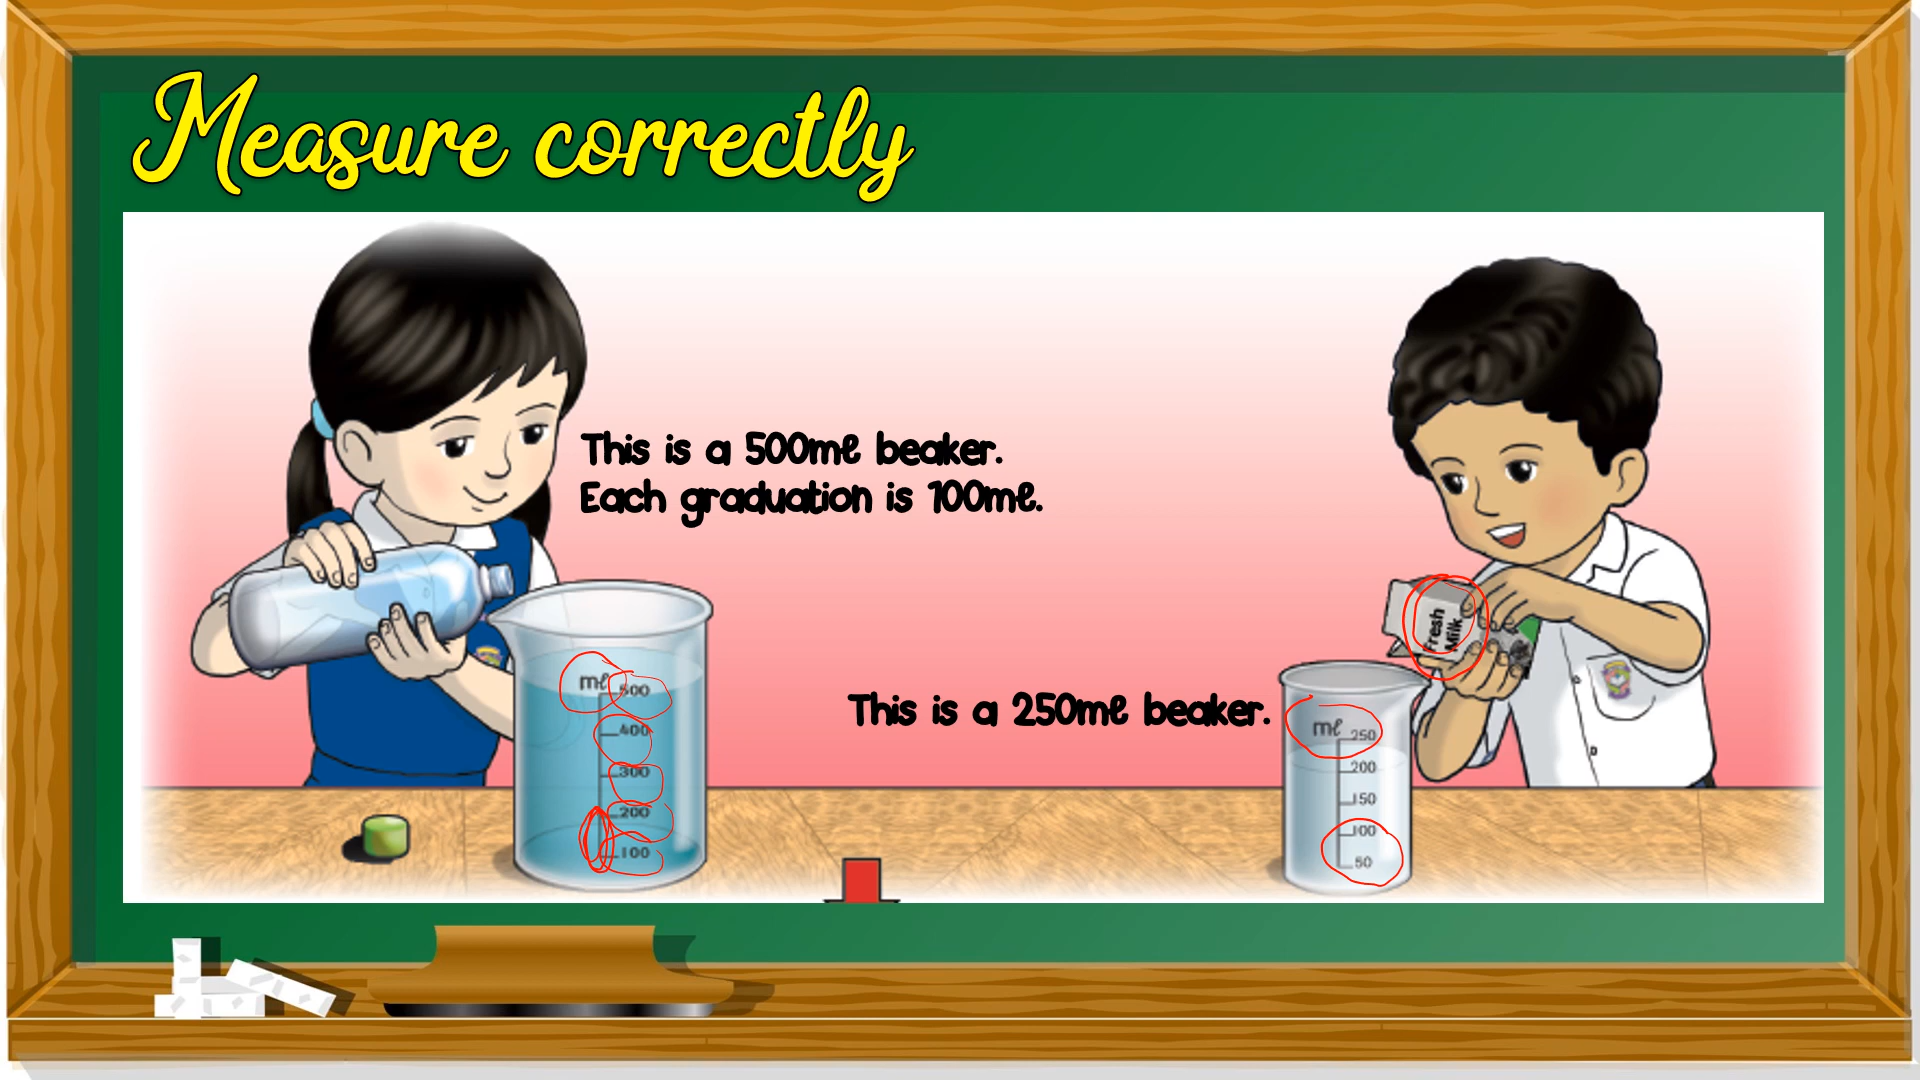 Measure correctly
This is a 500mℓ beaker.
Each graduation is 100mℓ.
Fresh
Milk
mℓ
500
400
300
200
100
This is a 250mℓ beaker.
mℓ
250
200
150
100
50